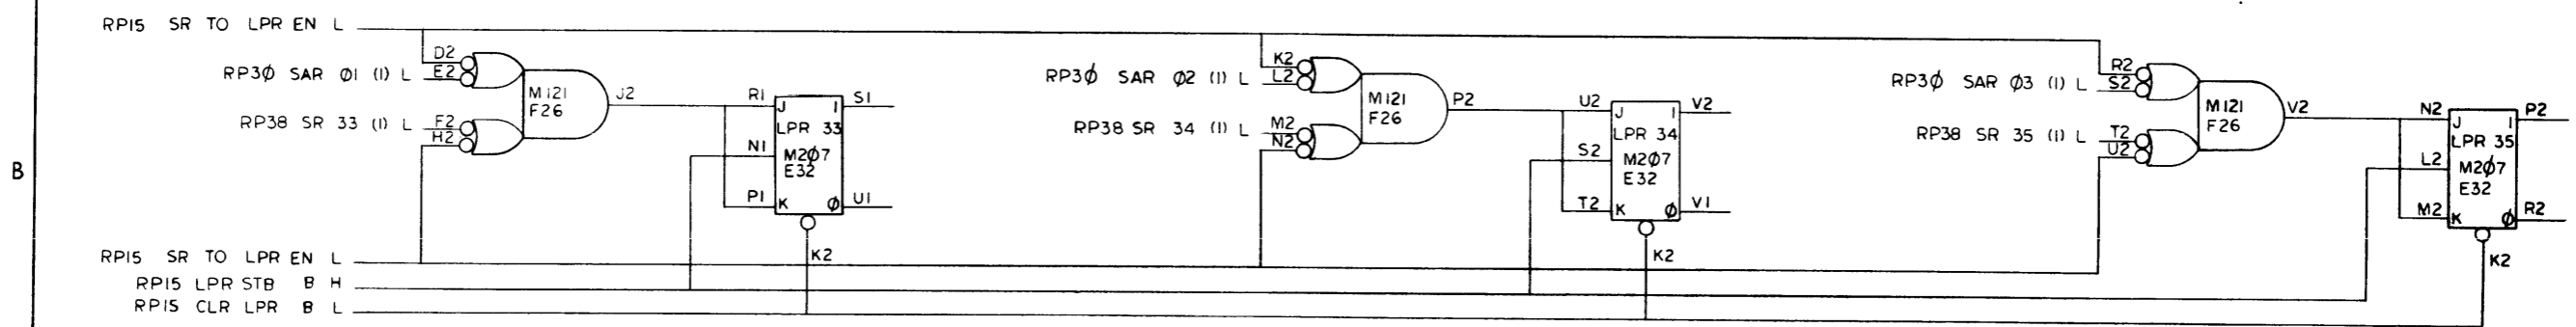 RP15 SR TO LPR EN L
D2
E2
RP3Ø SAR Ø1 (1) L
M121
F26
J2
RP38 SR 33 (1) L
F2
H2
R1
J
1
S1
LPR 33
N1
M2Ø7
E32
P1
K
Ø
U1
K2
K2
L2
RP3Ø SAR Ø2 (1) L
M121
F26
P2
RP38 SR 34 (1) L
M2
N2
U2
J
1
V2
LPR 34
S2
M2Ø7
E32
T2
K
Ø
V1
K2
R2
S2
RP3Ø SAR Ø3 (1) L
M121
F26
V2
RP38 SR 35 (1) L
T2
U2
N2
J
1
P2
LPR 35
L2
M2Ø7
E32
M2
K
Ø
R2
K2
B
RP15 SR TO LPR EN L
RP15 LPR STB B H
RP15 CLR LPR B L